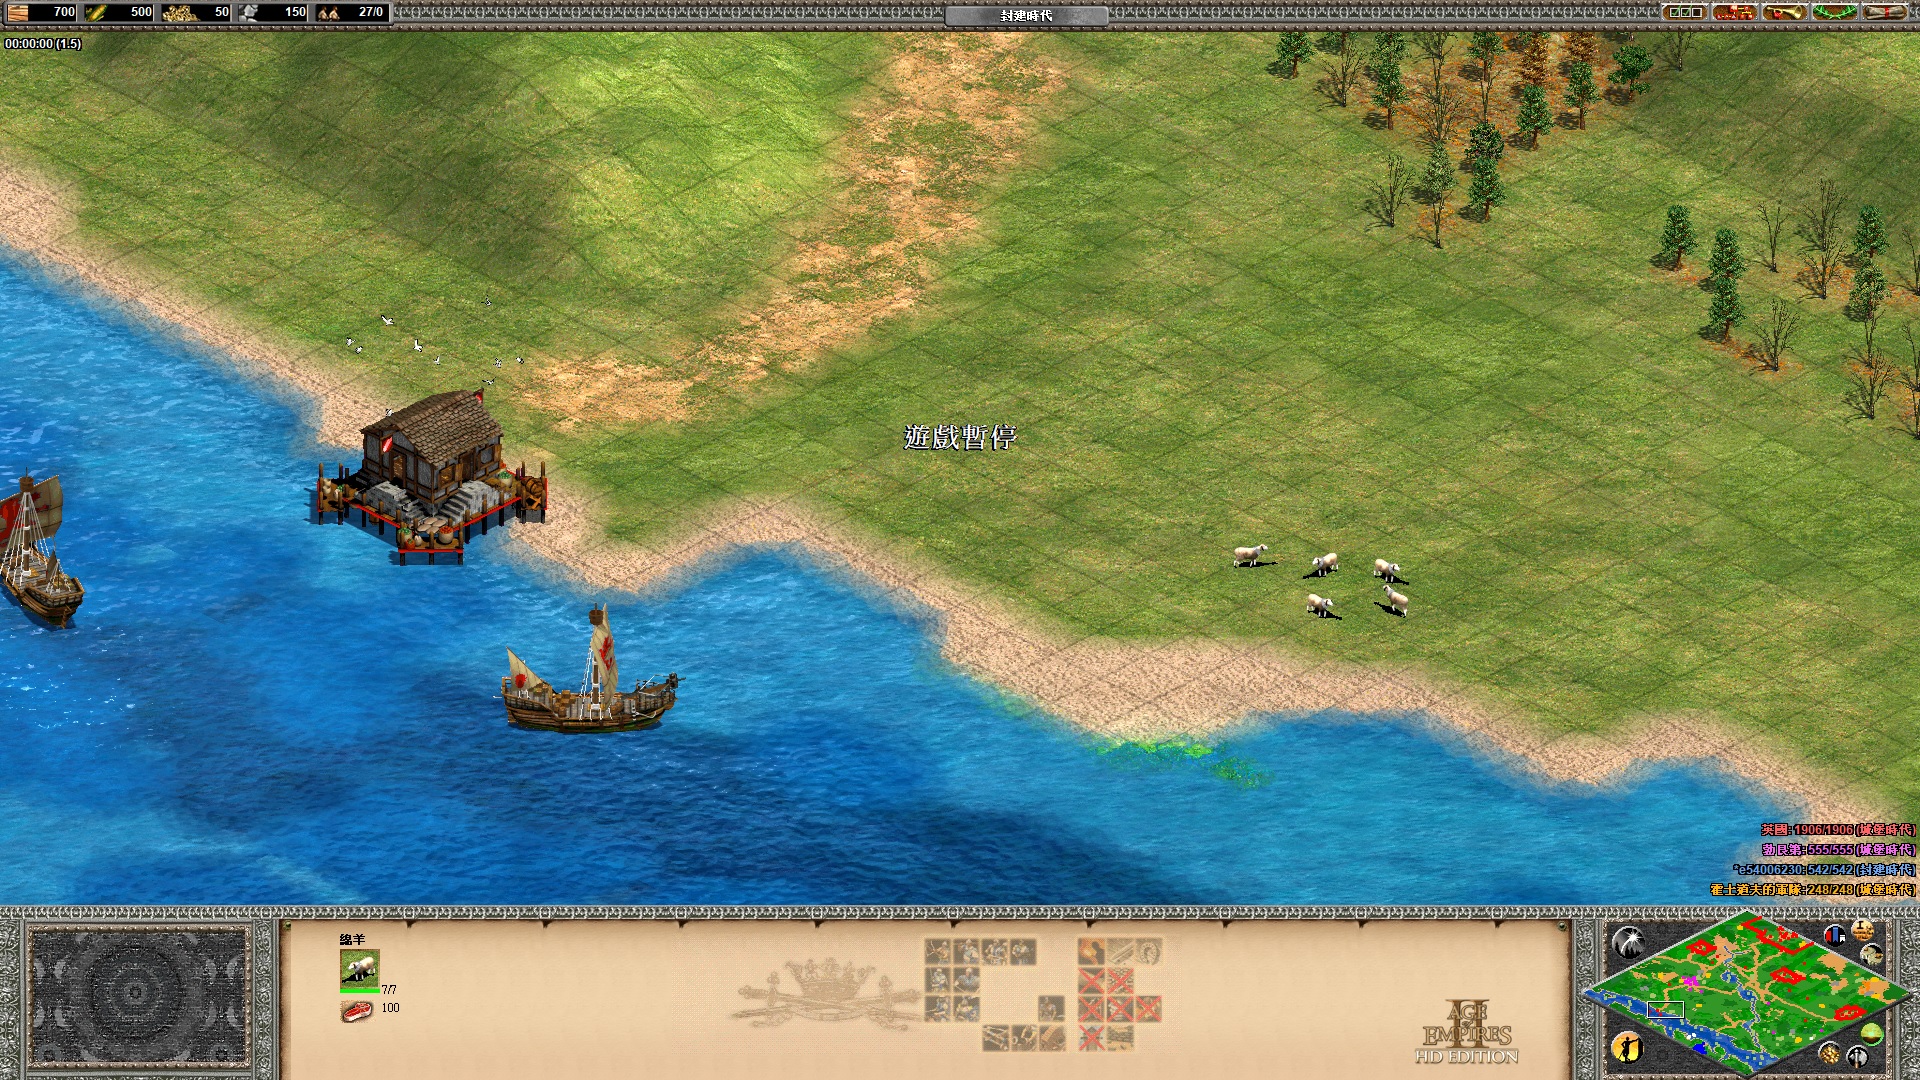 700 500 50 150 27/0
封建時代
00:00:00 (1.5)
遊戲暫停
英國: 1906/1906 (城堡時代)
勃艮第: 555/555 (城堡時代)
*e54006230: 542/542 (封建時代)
霍士道夫的軍隊: 248/248 (城堡時代)
綿羊
7/7
100
AGE
OF
EMPIRES
II
HD EDITION